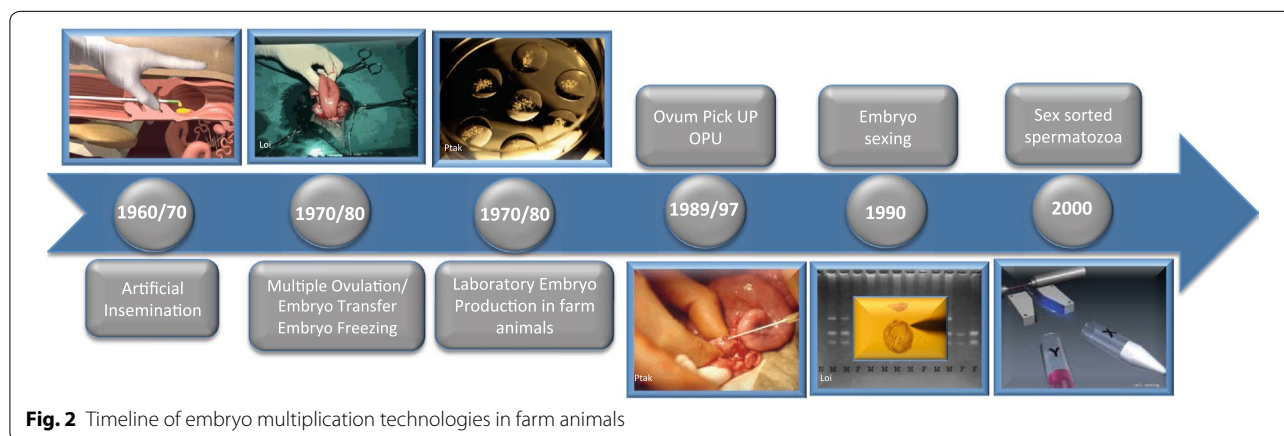 Loi
Ptak
Ovum Pick UP
OPU
Embryo
sexing
Sex sorted
spermatozoa
1960/70
1970/80
1970/80
1989/97
1990
2000
Artificial
Insemination
Multiple Ovulation/
Embryo Transfer
Embryo Freezing
Laboratory Embryo
Production in farm
animals
Ptak
Loi
Y
X
cell sorting
Fig. 2 Timeline of embryo multiplication technologies in farm animals